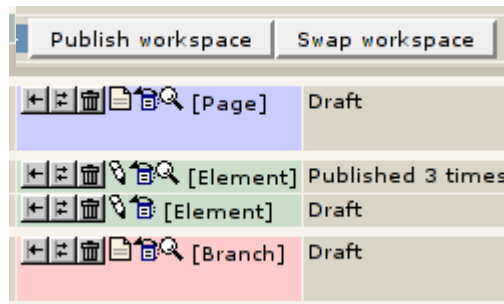 Publish workspace Swap workspace
[Page] Draft
[Element] Published 3 times
[Element] Draft
[Branch] Draft